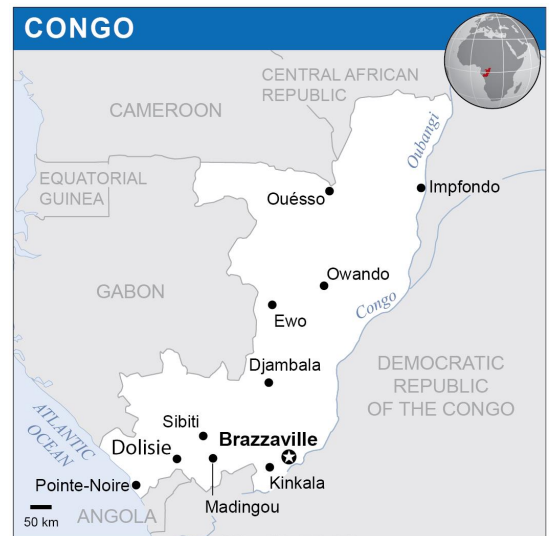 CONGO
CENTRAL AFRICAN
REPUBLIC
CAMEROON
Oubangi
EQUATORIAL
GUINEA
Ouésso
Impfondo
Owando
GABON
Congo
Ewo
Djambala
DEMOCRATIC
REPUBLIC
OF THE CONGO
ATLANTIC
OCEAN
Sibiti
Brazzaville
Dolisie
Kinkala
Pointe-Noire
Madingou
ANGOLA
50 km